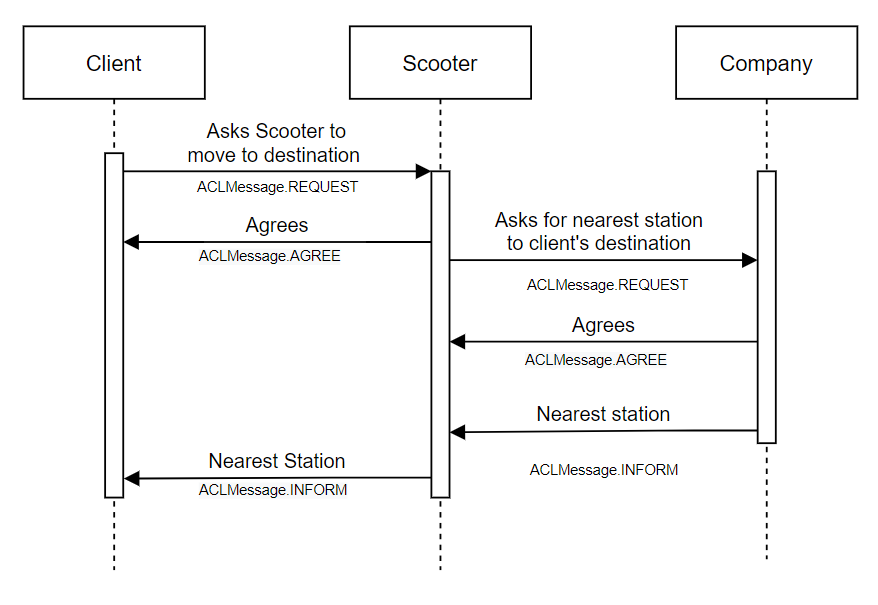 Client
Scooter
Company
Asks Scooter to
move to destination
ACLMessage.REQUEST
Agrees
ACLMessage.AGREE
Asks for nearest station
to client's destination
ACLMessage.REQUEST
Agrees
ACLMessage.AGREE
Nearest station
ACLMessage.INFORM
Nearest Station
ACLMessage.INFORM